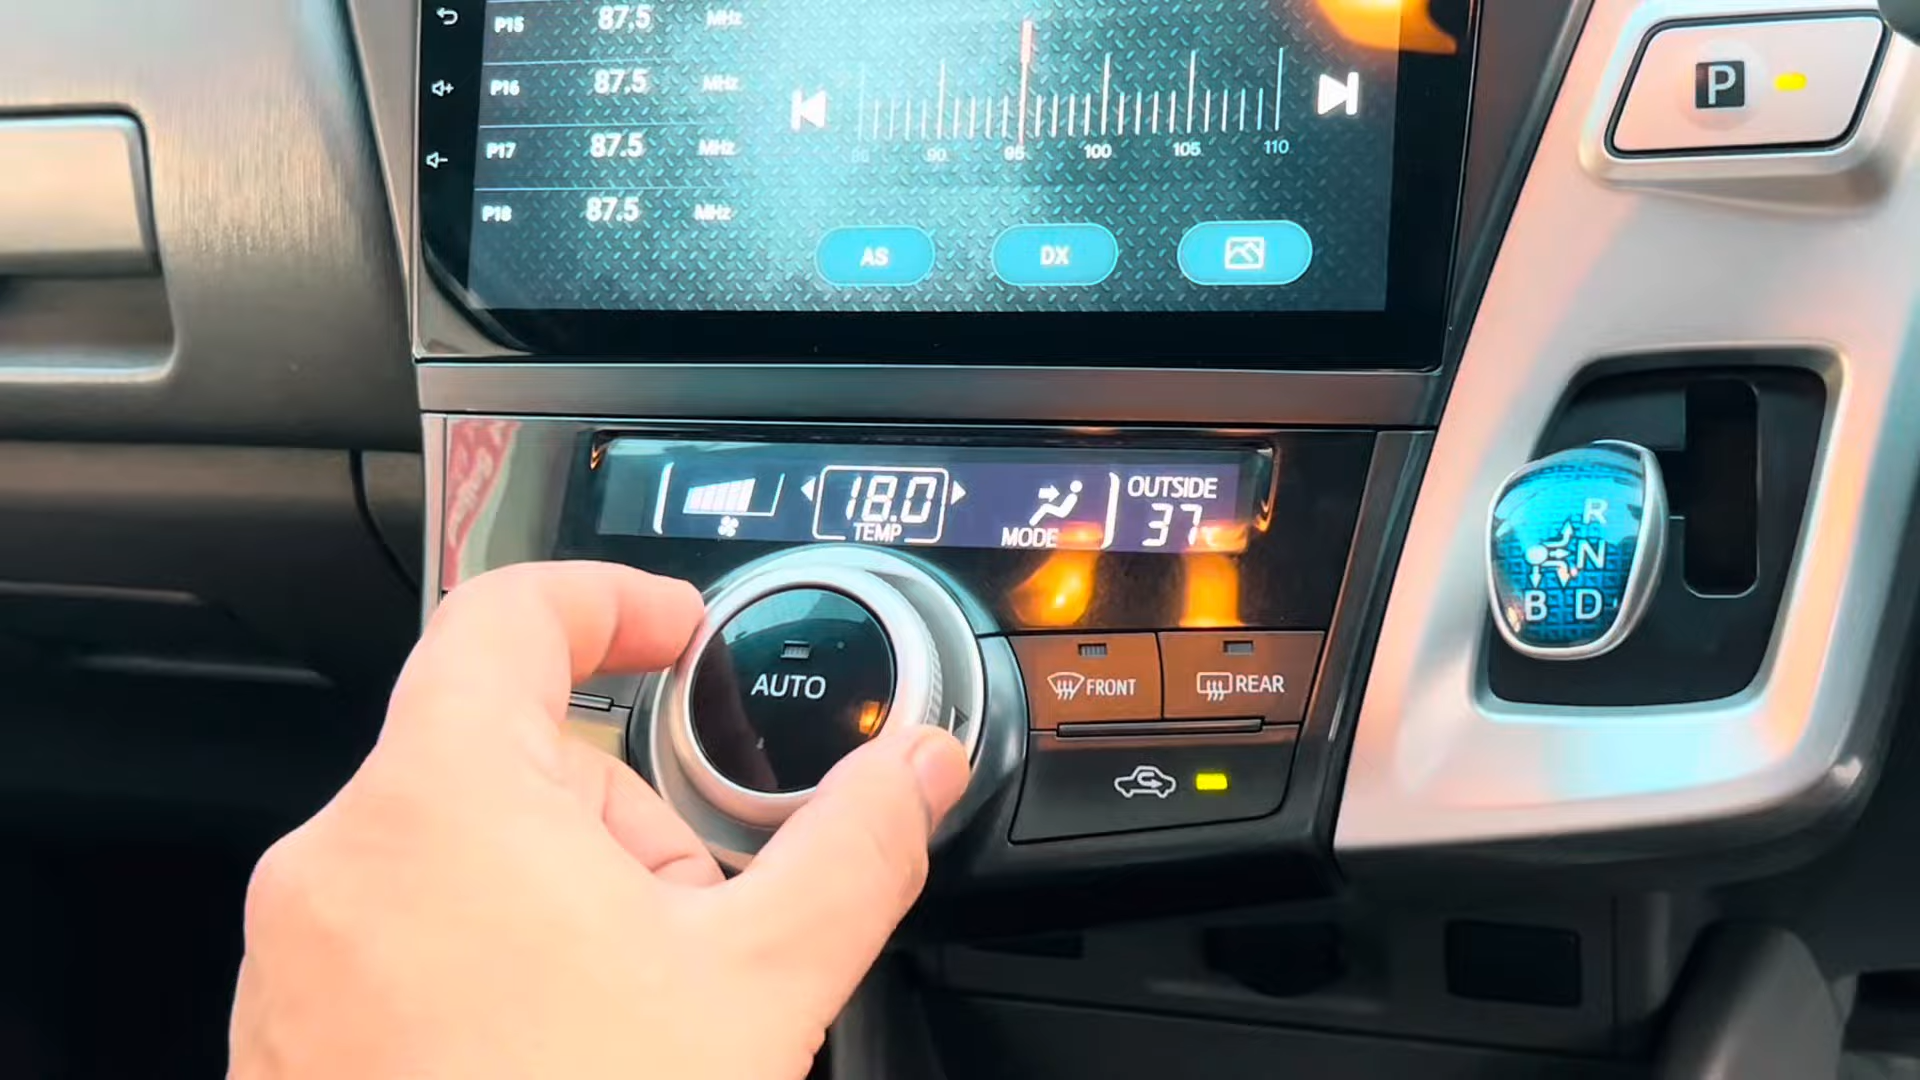 P15 87.5 MHz
P16 87.5 MHz
P17 87.5 MHz
P18 87.5 MHz
90 95 100 105 110
AS DX
P
18.0
TEMP
MODE
OUTSIDE
37°C
AUTO
FRONT
REAR
R
N
B D